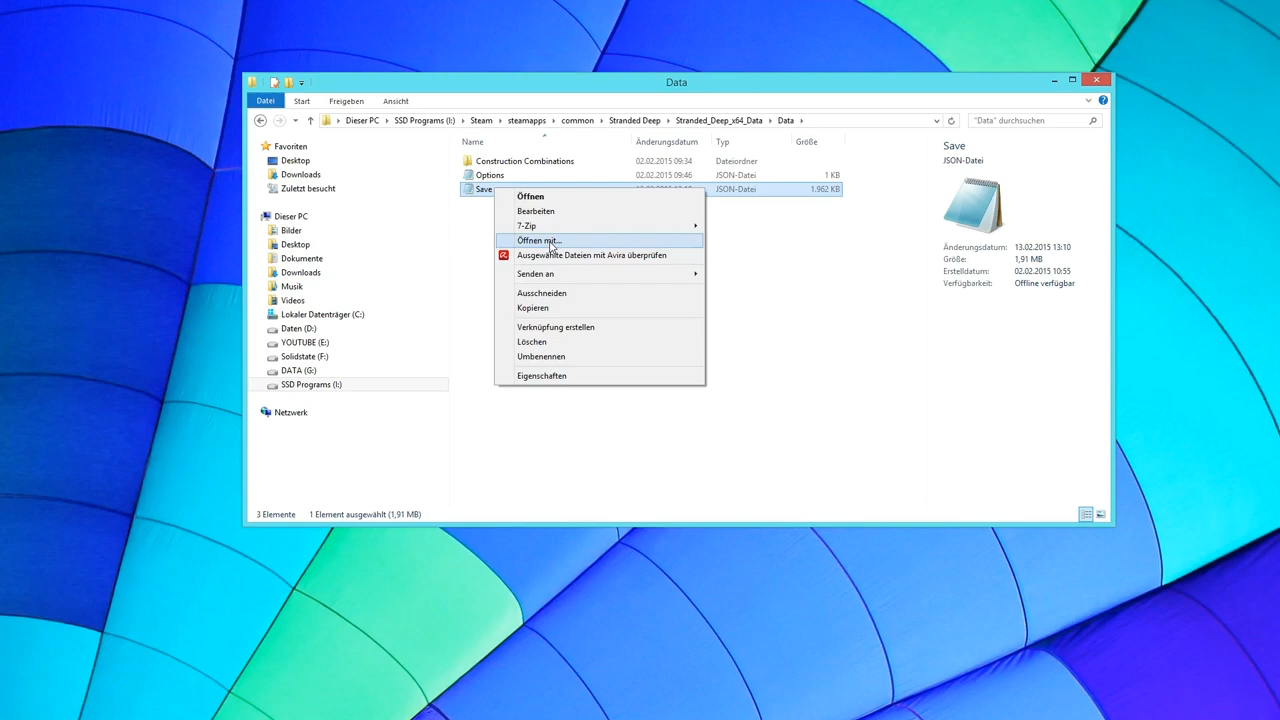 Data
Datei Start Freigeben Ansicht
Dieser PC SSD Programs (I:) Steam steamapps common Stranded Deep Stranded_Deep_x64_Data Data
"Data" durchsuchen
Favoriten
Desktop
Downloads
Zuletzt besucht
Dieser PC
Bilder
Desktop
Dokumente
Downloads
Musik
Videos
Lokaler Datenträger (C:)
Daten (D:)
YOUTUBE (E:)
Solidstate (F:)
DATA (G:)
SSD Programs (I:)
Netzwerk
Name Änderungsdatum Typ Größe
Construction Combinations 02.02.2015 09:34 Dateiordner
Options 02.02.2015 09:46 JSON-Datei 1 KB
Save JSON-Datei 1.962 KB
Öffnen
Bearbeiten
7-Zip
Öffnen mit...
Ausgewählte Dateien mit Avira überprüfen
Senden an
Ausschneiden
Kopieren
Verknüpfung erstellen
Löschen
Umbenennen
Eigenschaften
Save
JSON-Datei
Änderungsdatum: 13.02.2015 13:10
Größe: 1,91 MB
Erstelldatum: 02.02.2015 10:55
Verfügbarkeit: Offline verfügbar
3 Elemente 1 Element ausgewählt (1,91 MB)